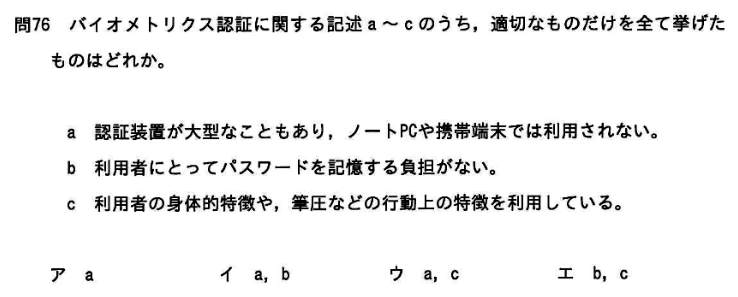 問76　バイオメトリクス認証に関する記述a～cのうち，適切なものだけを全て挙げた
ものはどれか。
a　認証装置が大型なこともあり，ノートPCや携帯端末では利用されない。
b　利用者にとってパスワードを記憶する負担がない。
c　利用者の身体的特徴や，筆圧などの行動上の特徴を利用している。
ア　a　イ　a，b　ウ　a，c　エ　b，c